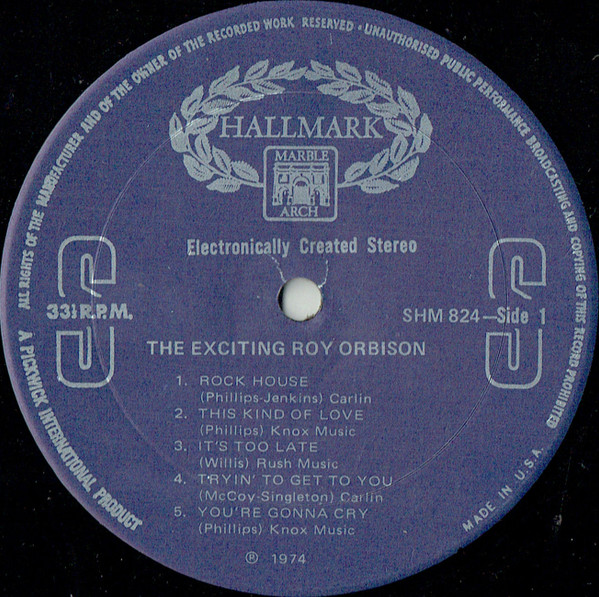 ALL RIGHTS OF THE MANUFACTURER AND OF THE OWNER OF THE RECORDED WORK RESERVED · UNAUTHORISED PUBLIC PERFORMANCE BROADCASTING AND COPYING OF THIS RECORD PROHIBITED
HALLMARK
MARBLE
ARCH
Electronically Created Stereo
33⅓ R.P.M.
SHM 824—Side 1
THE EXCITING ROY ORBISON
1. ROCK HOUSE
(Phillips-Jenkins) Carlin
2. THIS KIND OF LOVE
(Phillips) Knox Music
3. IT'S TOO LATE
(Willis) Rush Music
4. TRYIN' TO GET TO YOU
(McCoy-Singleton) Carlin
5. YOU'RE GONNA CRY
(Phillips) Knox Music
℗ 1974
A PICKWICK INTERNATIONAL PRODUCT
MADE IN U.S.A.